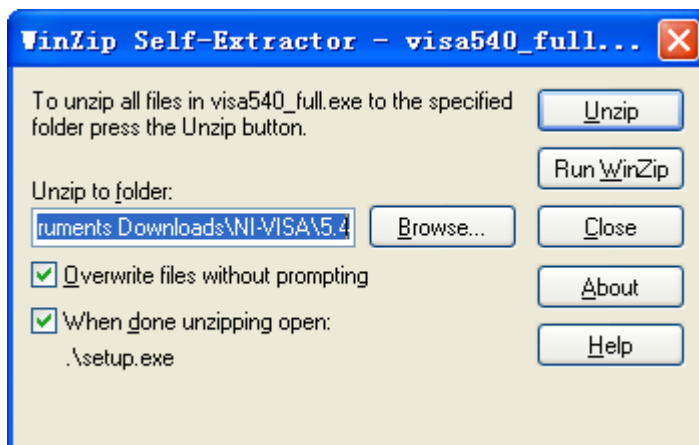 WinZip Self-Extractor - visa540_full...
To unzip all files in visa540_full.exe to the specified
folder press the Unzip button.
Unzip
Run WinZip
Unzip to folder:
ruments Downloads\NI-VISA\5.4
Browse...
Close
Overwrite files without prompting
About
When done unzipping open:
.\setup.exe
Help